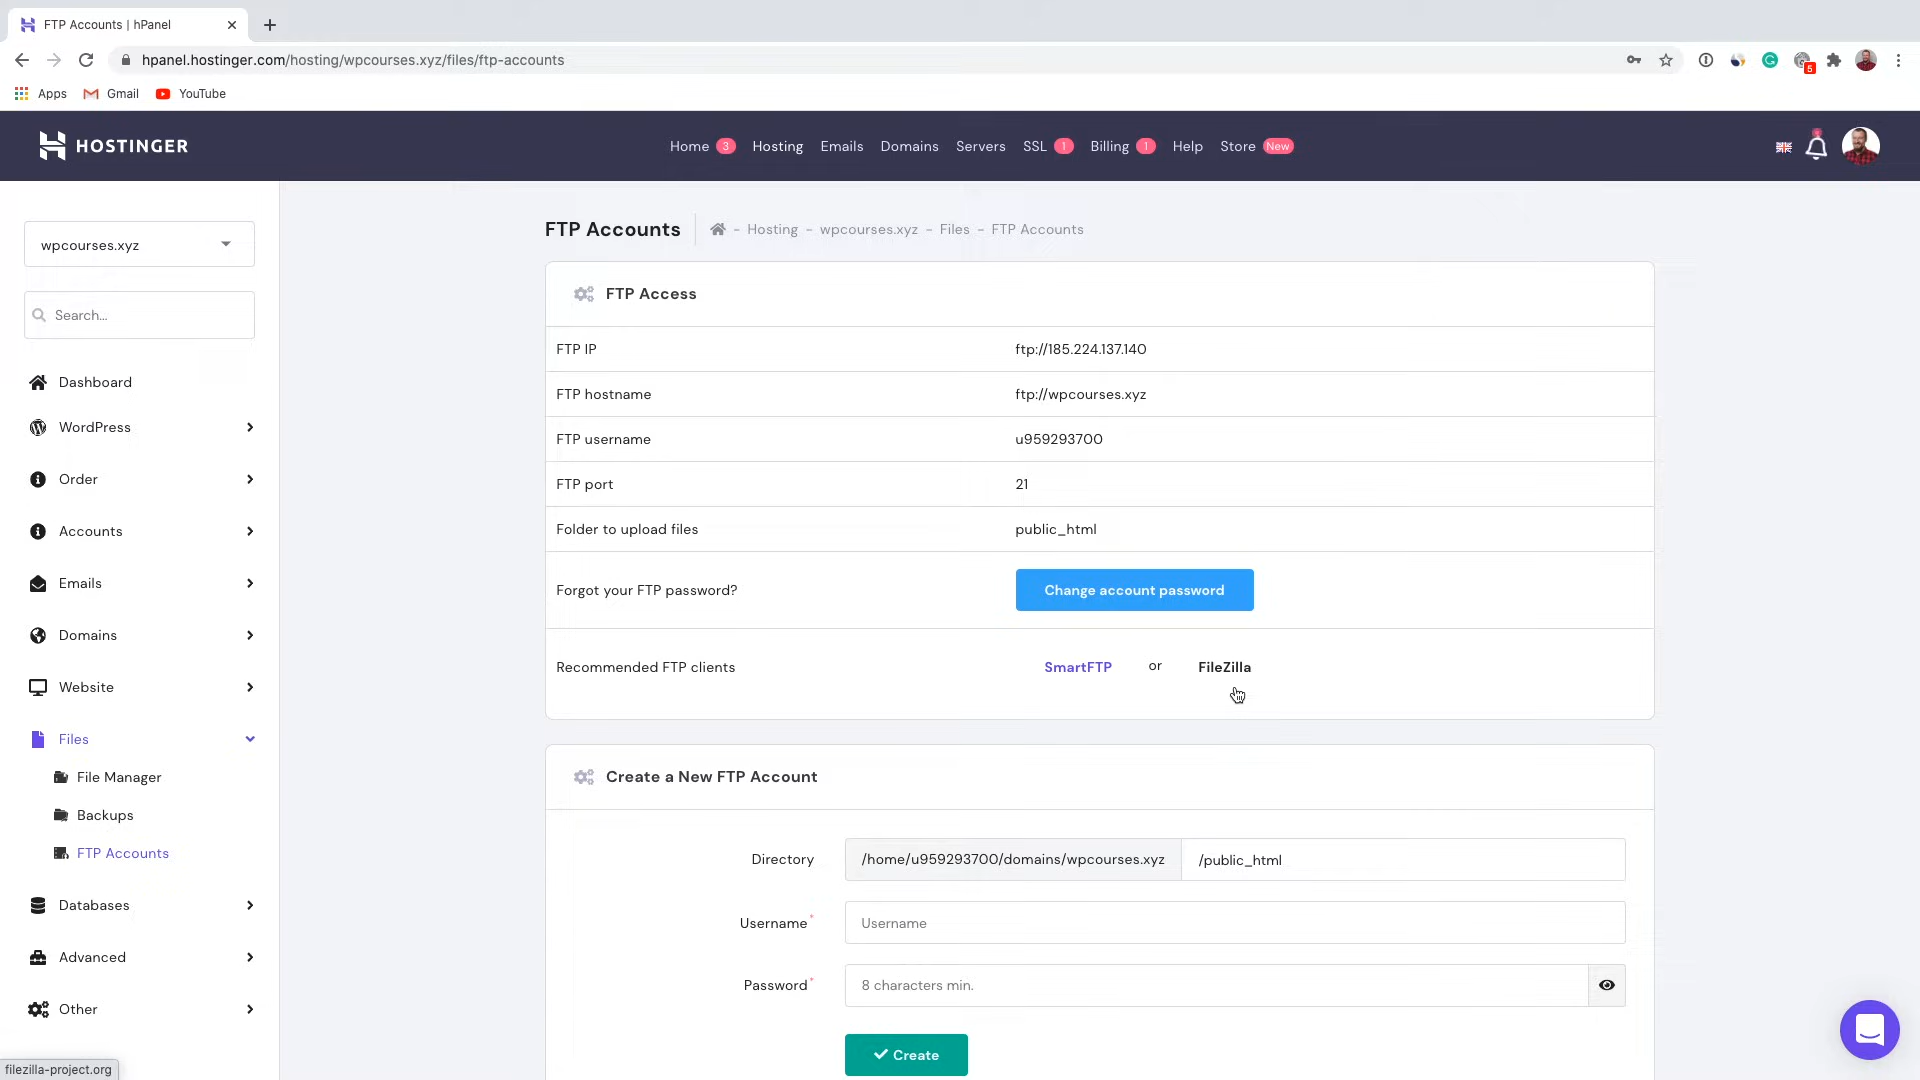 FTP Accounts | hPanel
hpanel.hostinger.com/hosting/wpcourses.xyz/files/ftp-accounts
5
Apps Gmail YouTube
HOSTINGER
Home 3 Hosting Emails Domains Servers SSL 1 Billing 1 Help Store New
wpcourses.xyz
Search...
Dashboard
WordPress
Order
Accounts
Emails
Domains
Website
Files
File Manager
Backups
FTP Accounts
Databases
Advanced
Other
FTP Accounts - Hosting - wpcourses.xyz - Files - FTP Accounts
FTP Access
FTP IP ftp://185.224.137.140
FTP hostname ftp://wpcourses.xyz
FTP username u959293700
FTP port 21
Folder to upload files public_html
Forgot your FTP password? Change account password
Recommended FTP clients SmartFTP or FileZilla
Create a New FTP Account
Directory /home/u959293700/domains/wpcourses.xyz /public_html
Username* Username
Password* 8 characters min.
Create
filezilla-project.org